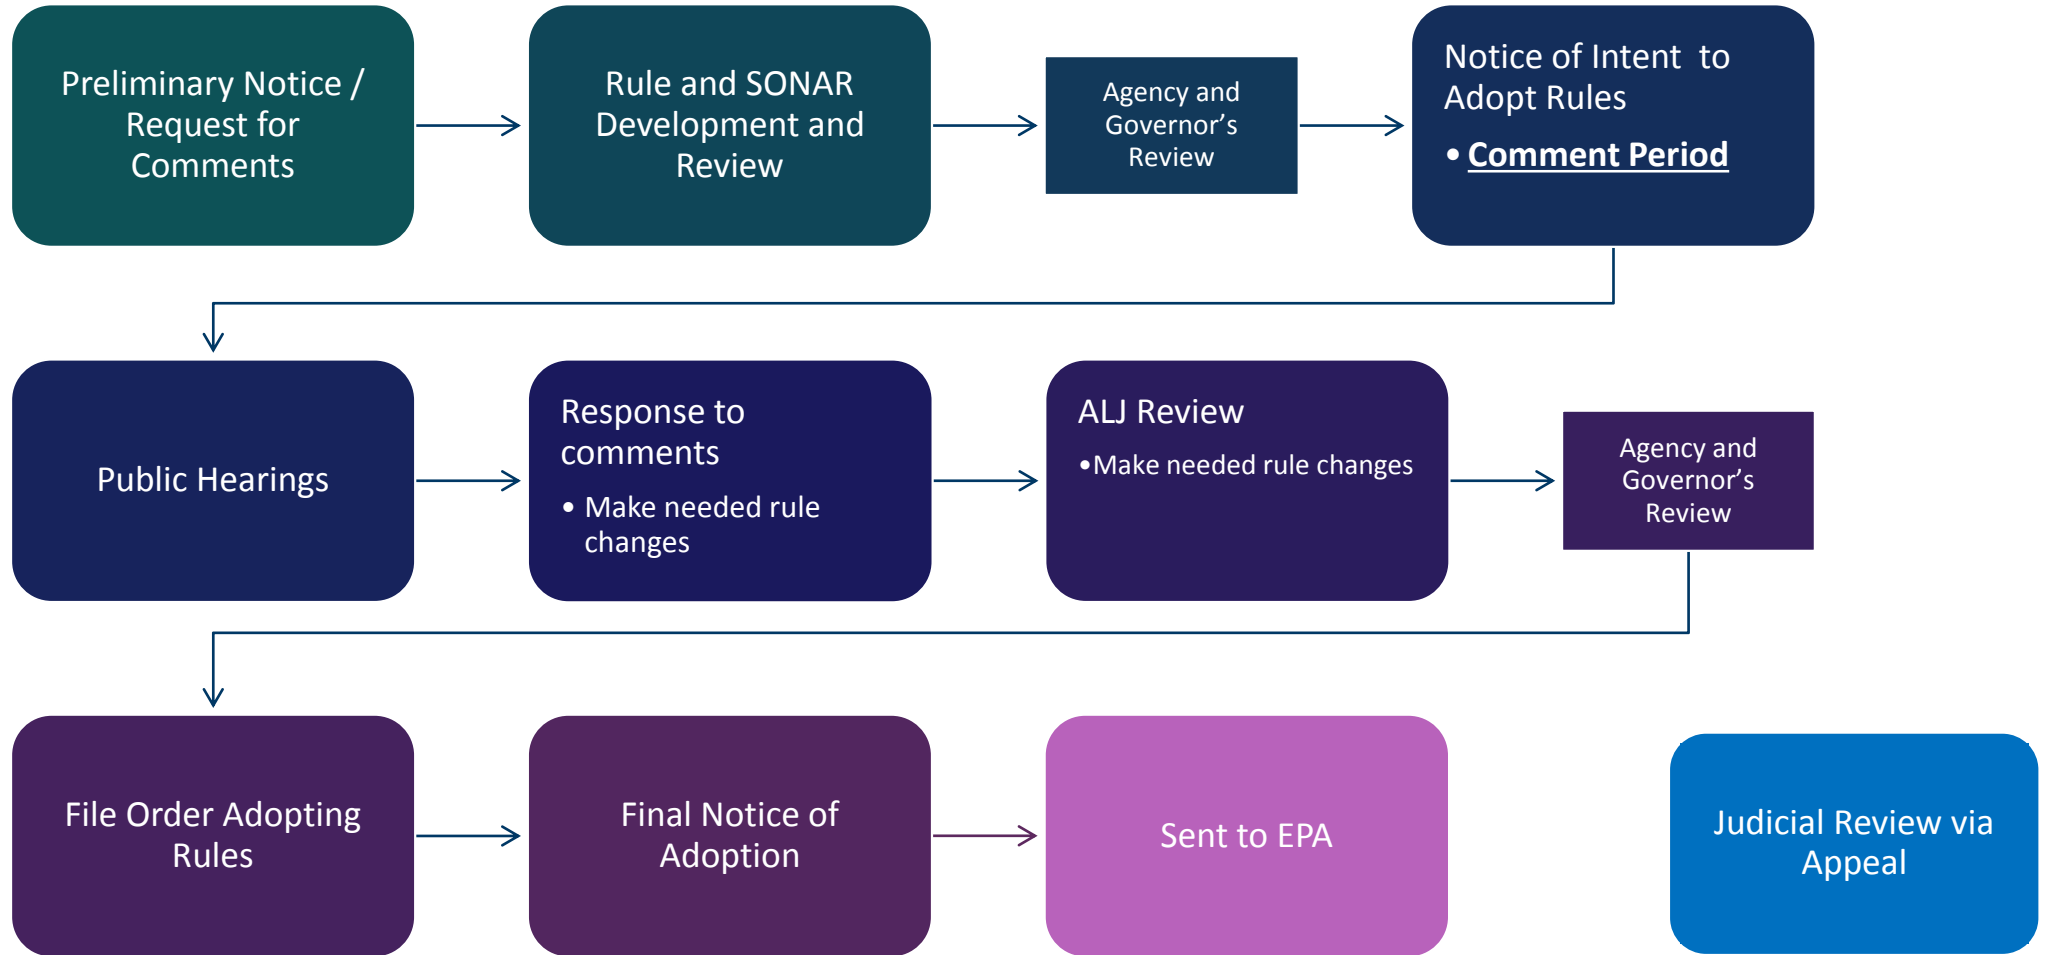 Preliminary Notice /
Request for
Comments
Rule and SONAR
Development and
Review
Agency and
Governor’s
Review
Notice of Intent to
Adopt Rules
• Comment Period
Public Hearings
Response to
comments
• Make needed rule
changes
ALJ Review
•Make needed rule changes
Agency and
Governor’s
Review
File Order Adopting
Rules
Final Notice of
Adoption
Sent to EPA
Judicial Review via
Appeal